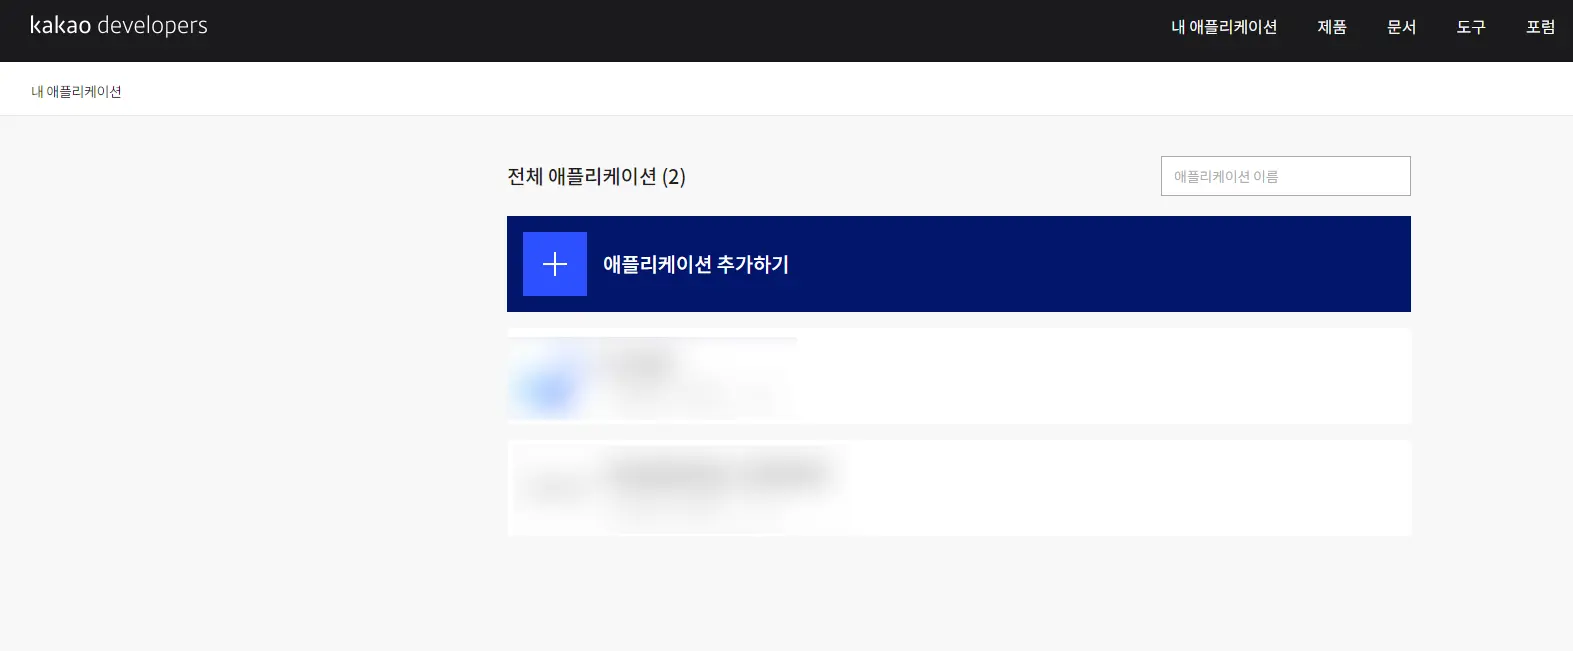 kakao developers
내 애플리케이션 제품 문서 도구 포럼
내 애플리케이션
전체 애플리케이션 (2)
애플리케이션 이름
애플리케이션 추가하기